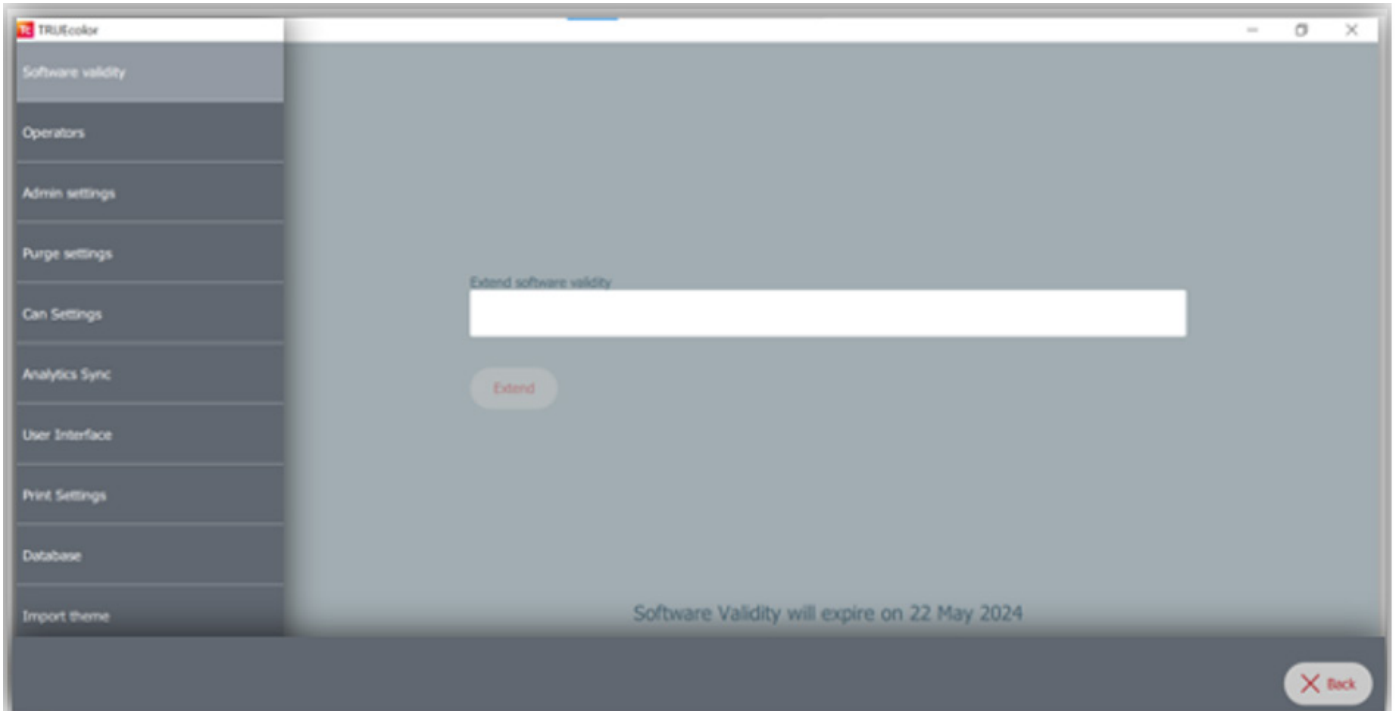 Tc TRUEcolor
Software validity
Operators
Admin settings
Purge settings
Can Settings
Analytics Sync
User Interface
Print Settings
Database
Import theme
Extend software validity
Extend
Software Validity will expire on 22 May 2024
Back